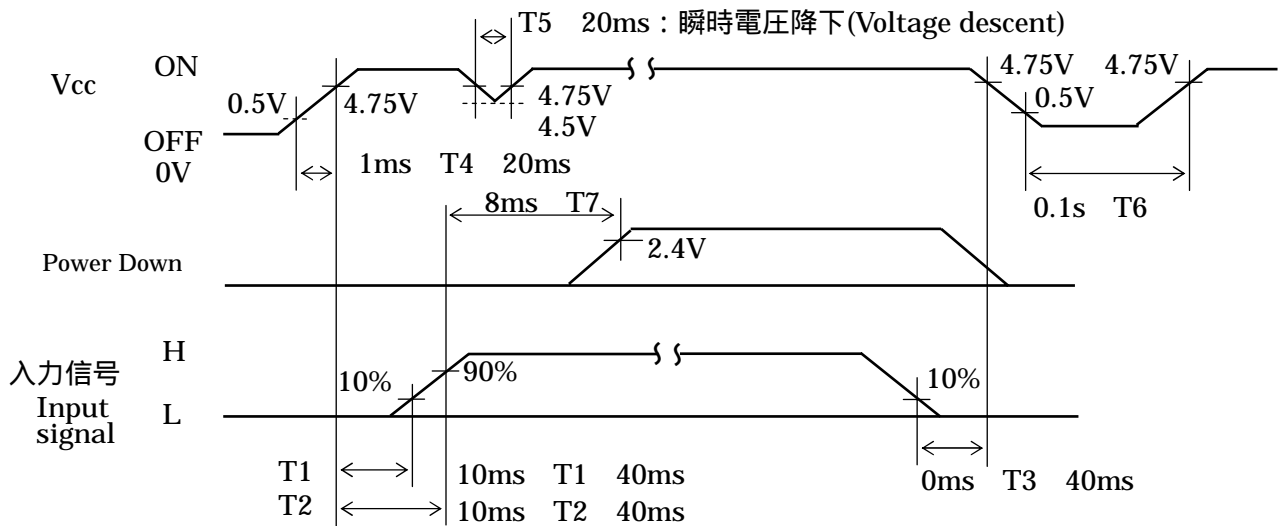 T5 20ms：瞬時電圧降下(Voltage descent)
Vcc
ON
OFF
0V
0.5V
4.75V
4.75V
4.5V
4.75V
4.75V
0.5V
1ms T4 20ms
0.1s T6
8ms T7
Power Down
2.4V
入力信号
Input
signal
H
L
10%
90%
10%
T1
10ms T1 40ms
T2
10ms T2 40ms
0ms T3 40ms